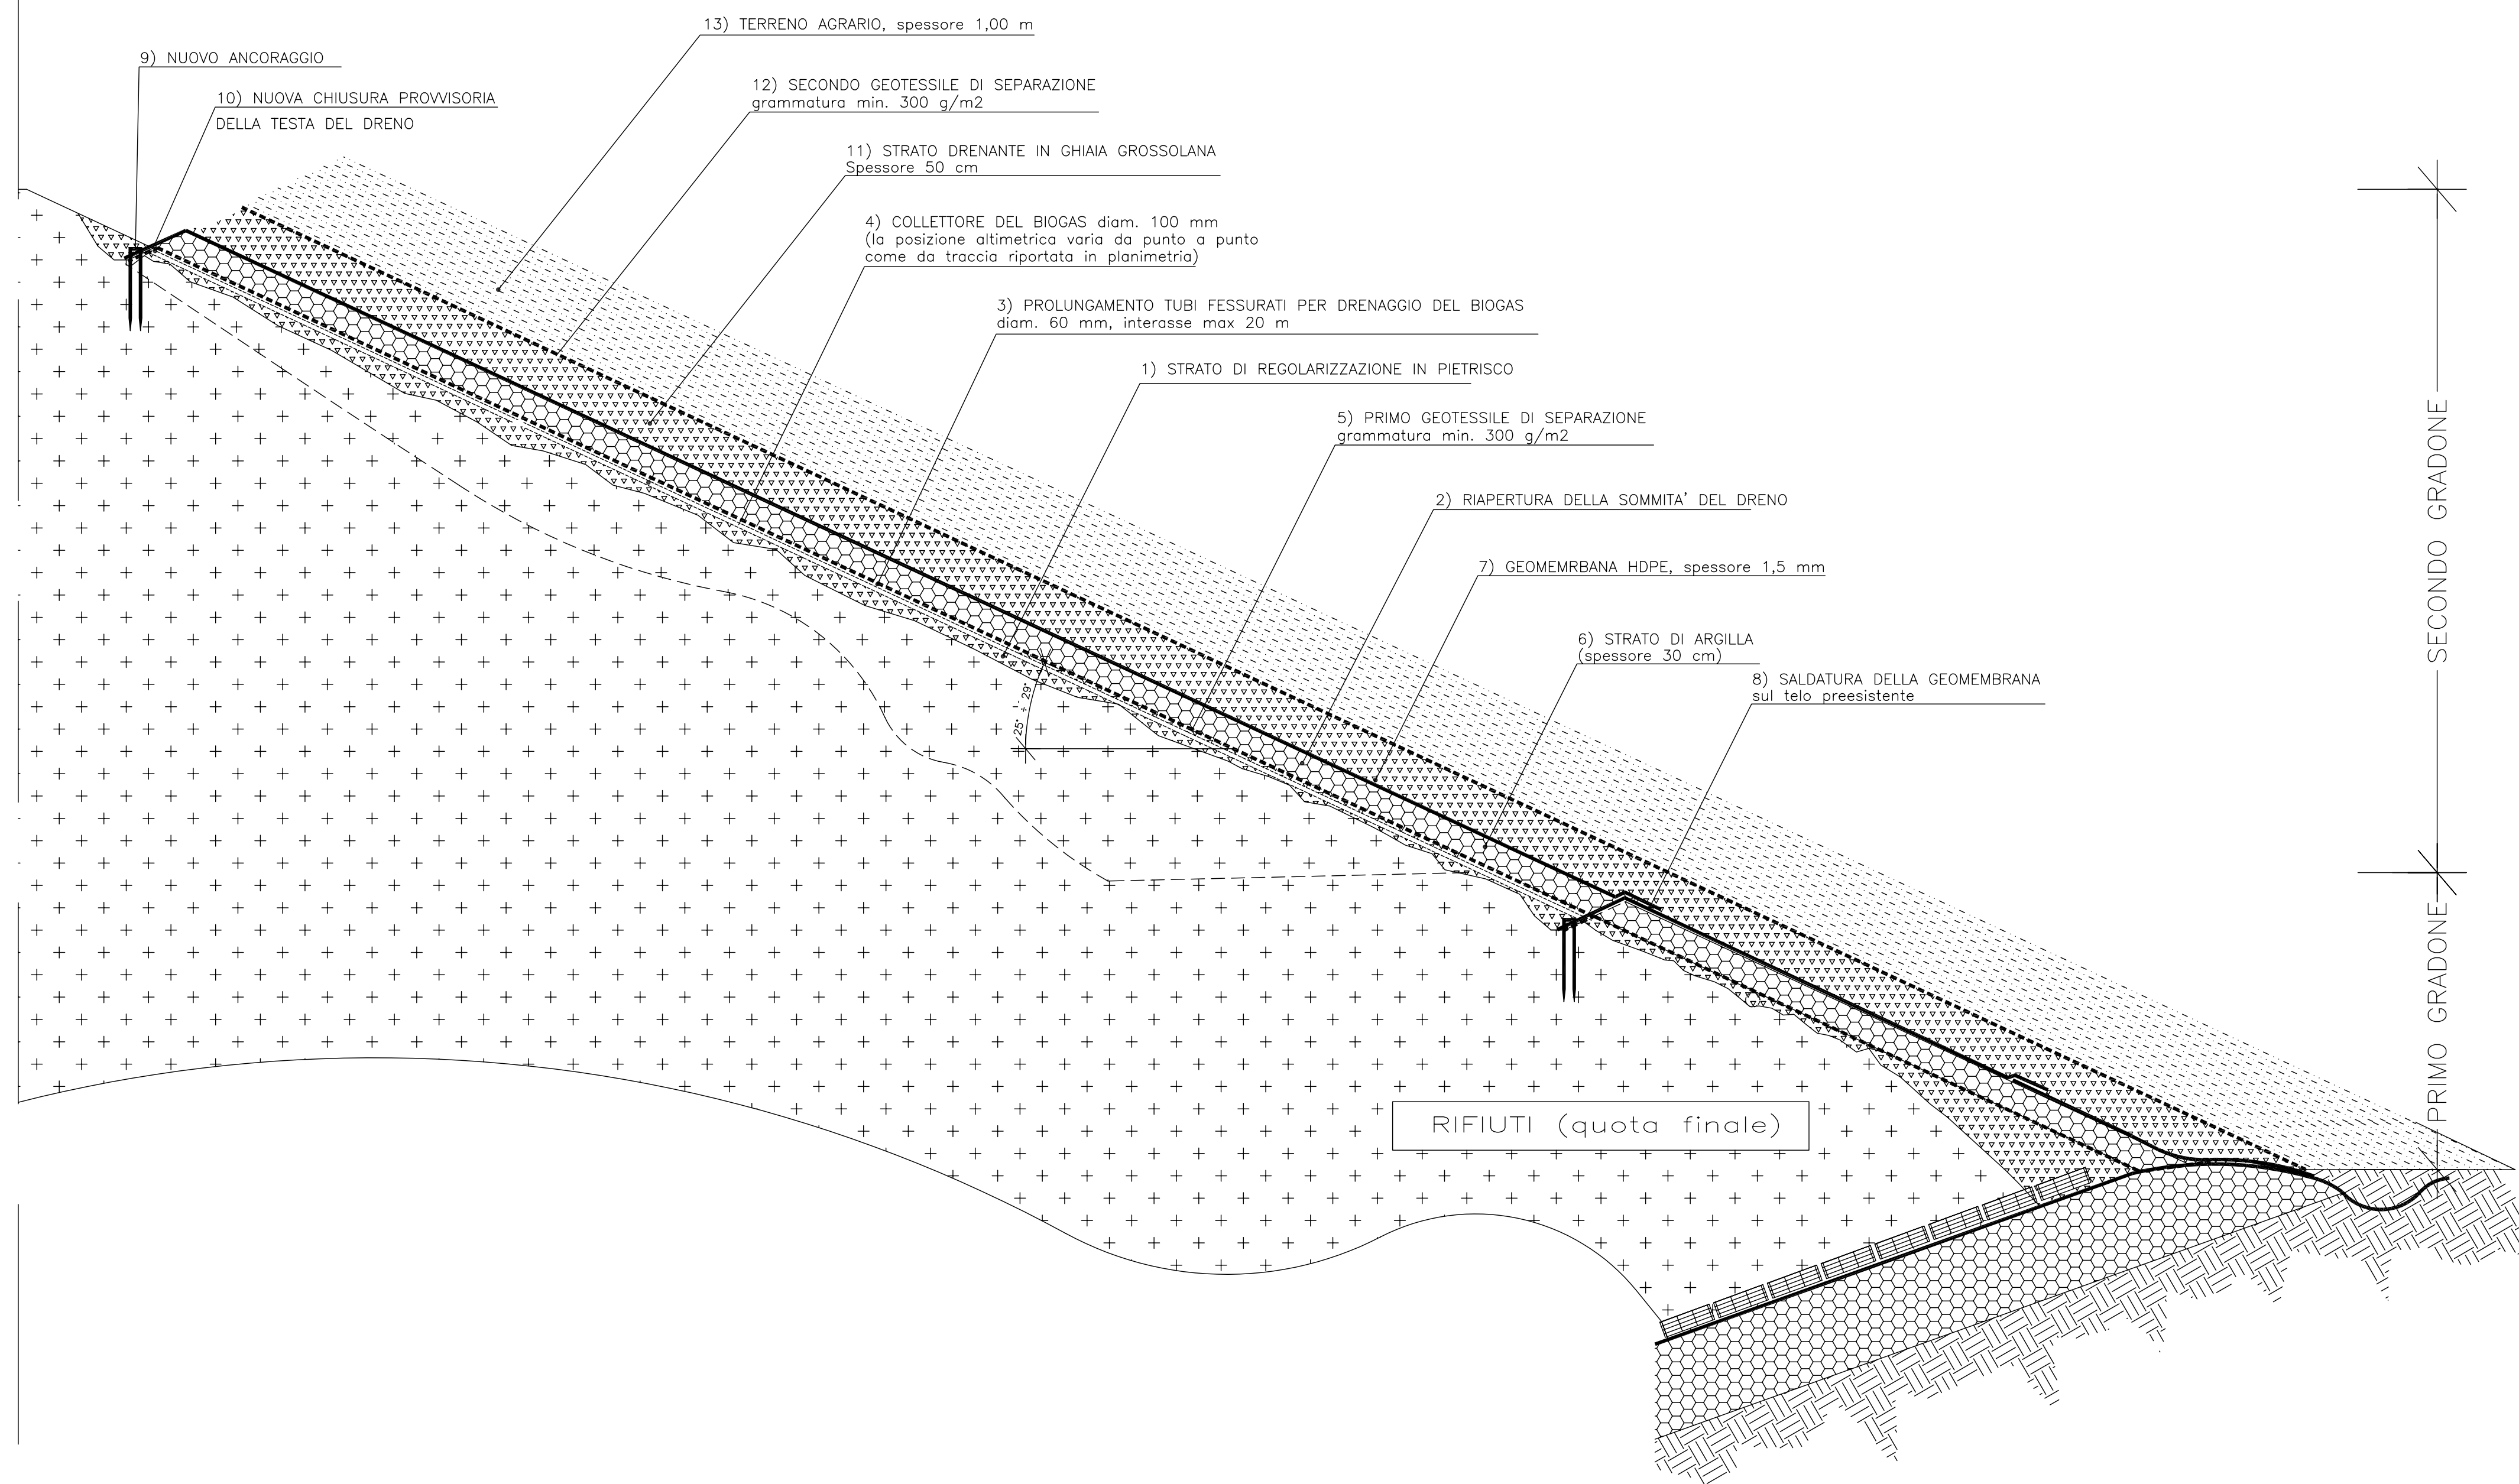 13) TERRENO AGRARIO, spessore 1,00 m
9) NUOVO ANCORAGGIO
10) NUOVA CHIUSURA PROVVISORIA
DELLA TESTA DEL DRENO
12) SECONDO GEOTESSILE DI SEPARAZIONE
grammatura min. 300 g/m2
11) STRATO DRENANTE IN GHIAIA GROSSOLANA
Spessore 50 cm
4) COLLETTORE DEL BIOGAS diam. 100 mm
(la posizione altimetrica varia da punto a punto
come da traccia riportata in planimetria)
3) PROLUNGAMENTO TUBI FESSURATI PER DRENAGGIO DEL BIOGAS
diam. 60 mm, interasse max 20 m
1) STRATO DI REGOLARIZZAZIONE IN PIETRISCO
5) PRIMO GEOTESSILE DI SEPARAZIONE
grammatura min. 300 g/m2
2) RIAPERTURA DELLA SOMMITA' DEL DRENO
7) GEOMEMRBANA HDPE, spessore 1,5 mm
6) STRATO DI ARGILLA
(spessore 30 cm)
8) SALDATURA DELLA GEOMEMBRANA
sul telo preesistente
25° ÷ 29°
SECONDO GRADONE
PRIMO GRADONE
RIFIUTI (quota finale)